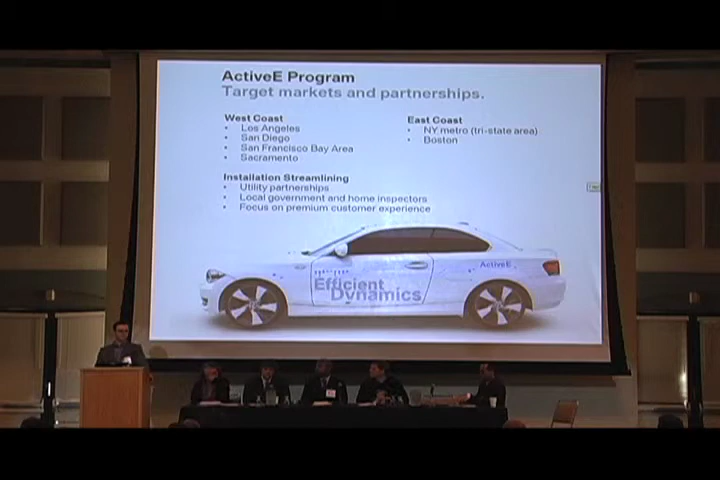 ActiveE Program
Target markets and partnerships.
West Coast
• Los Angeles
• San Diego
• San Francisco Bay Area
• Sacramento
East Coast
• NY metro (tri-state area)
• Boston
Installation Streamlining
• Utility partnerships
• Local government and home inspectors
• Focus on premium customer experience
ActiveE
Efficient
Dynamics